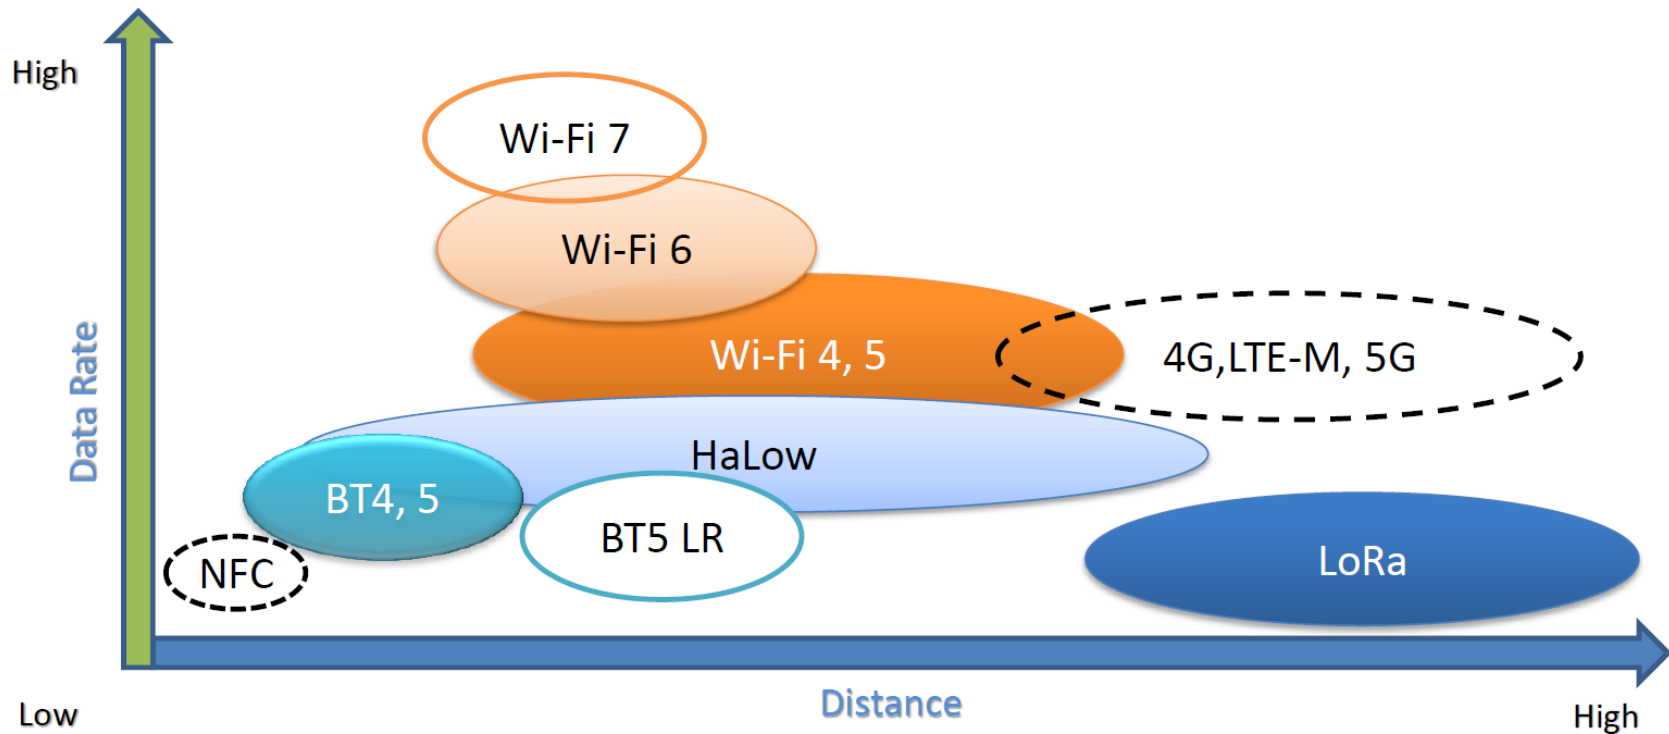 High
Wi-Fi 7
Wi-Fi 6
Wi-Fi 4, 5
4G,LTE-M, 5G
Data Rate
HaLow
BT4, 5
BT5 LR
NFC
LoRa
Low
Distance
High